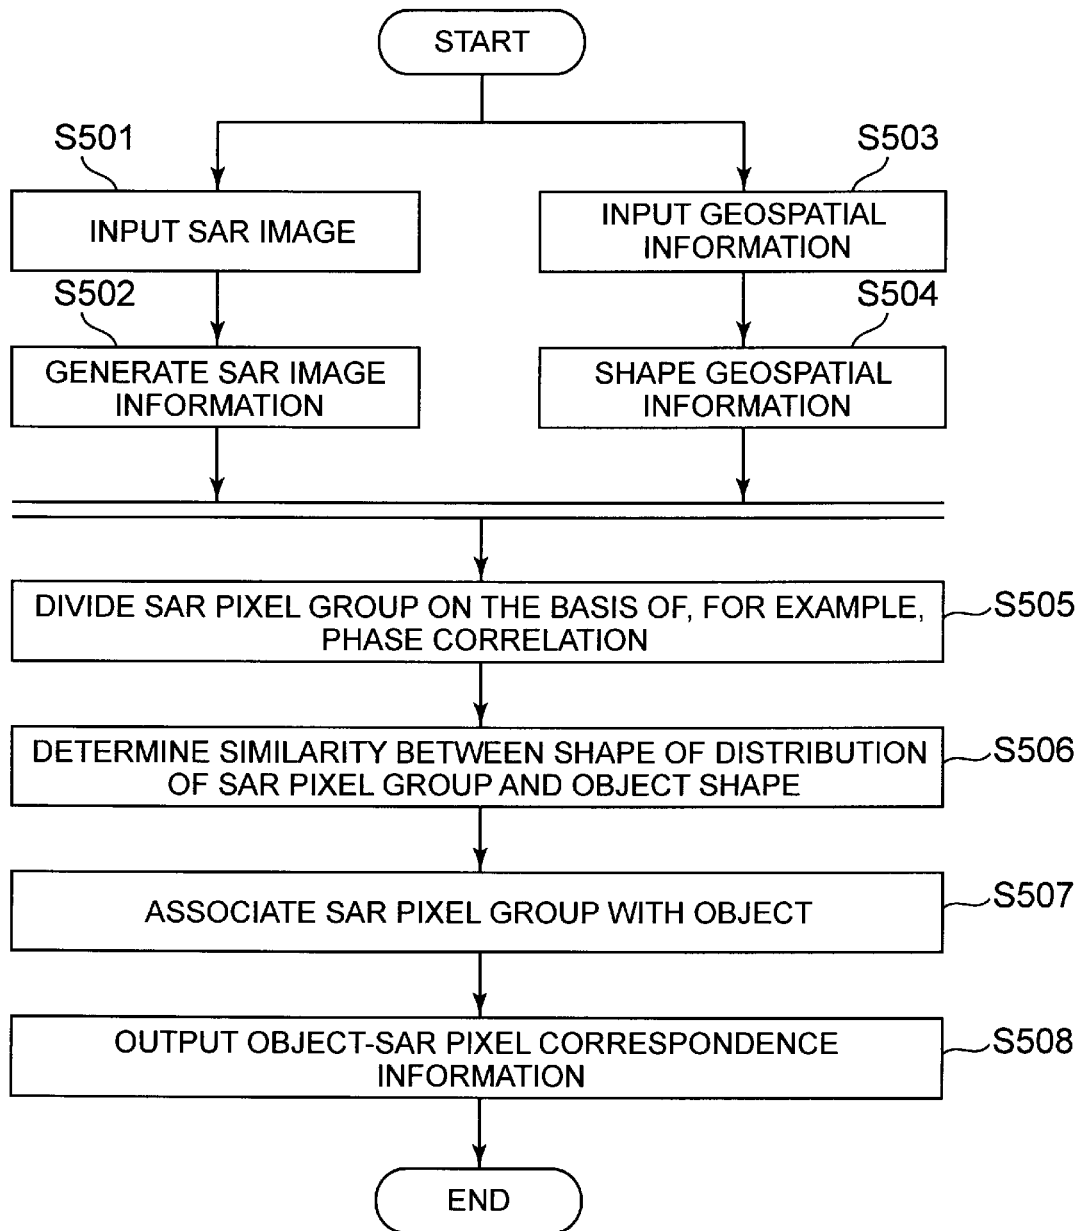 START
S501
INPUT SAR IMAGE
S503
INPUT GEOSPATIAL
INFORMATION
S502
GENERATE SAR IMAGE
INFORMATION
S504
SHAPE GEOSPATIAL
INFORMATION
DIVIDE SAR PIXEL GROUP ON THE BASIS OF, FOR EXAMPLE,
PHASE CORRELATION
S505
DETERMINE SIMILARITY BETWEEN SHAPE OF DISTRIBUTION
OF SAR PIXEL GROUP AND OBJECT SHAPE
S506
ASSOCIATE SAR PIXEL GROUP WITH OBJECT
S507
OUTPUT OBJECT-SAR PIXEL CORRESPONDENCE
INFORMATION
S508
END